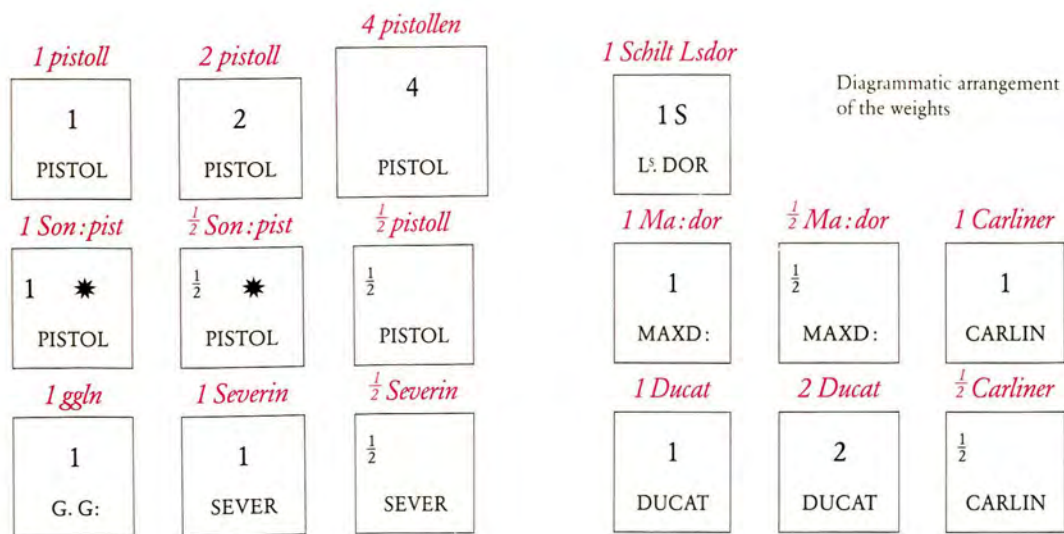 4 pistollen
1 pistoll 2 pistoll 1 Schilt Lsdor
Diagrammatic arrangement
of the weights
1 2 4 1 S
PISTOL PISTOL PISTOL Lˢ. DOR
1 Son:pist ½ Son:pist ½ pistoll 1 Ma:dor ½ Ma:dor 1 Carliner
1 ✷ ½ ✷ ½ 1 ½ 1
PISTOL PISTOL PISTOL MAXD: MAXD: CARLIN
1 ggln 1 Severin ½ Severin 1 Ducat 2 Ducat ½ Carliner
1 1 ½ 1 2 ½
G. G: SEVER SEVER DUCAT DUCAT CARLIN